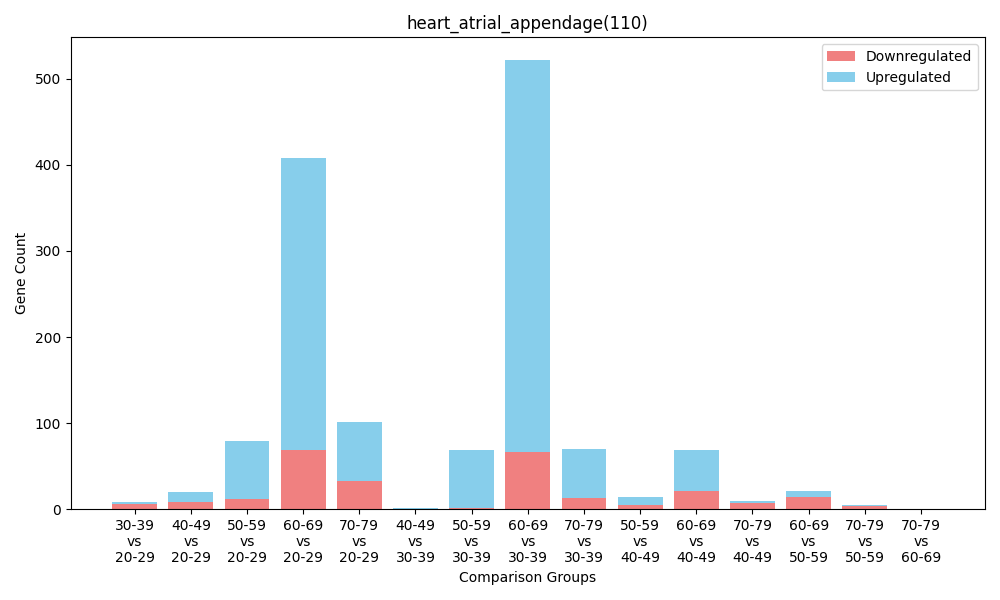 heart_atrial_appendage(110)
Downregulated
Upregulated
Gene Count
500
400
300
200
100
0
30-39
vs
20-29
40-49
vs
20-29
50-59
vs
20-29
60-69
vs
20-29
70-79
vs
20-29
40-49
vs
30-39
50-59
vs
30-39
60-69
vs
30-39
70-79
vs
30-39
50-59
vs
40-49
60-69
vs
40-49
70-79
vs
40-49
60-69
vs
50-59
70-79
vs
50-59
70-79
vs
60-69
Comparison Groups